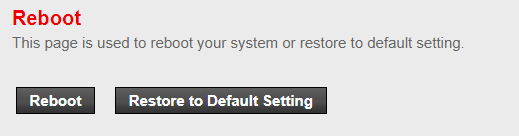 Reboot
This page is used to reboot your system or restore to default setting.
Reboot Restore to Default Setting